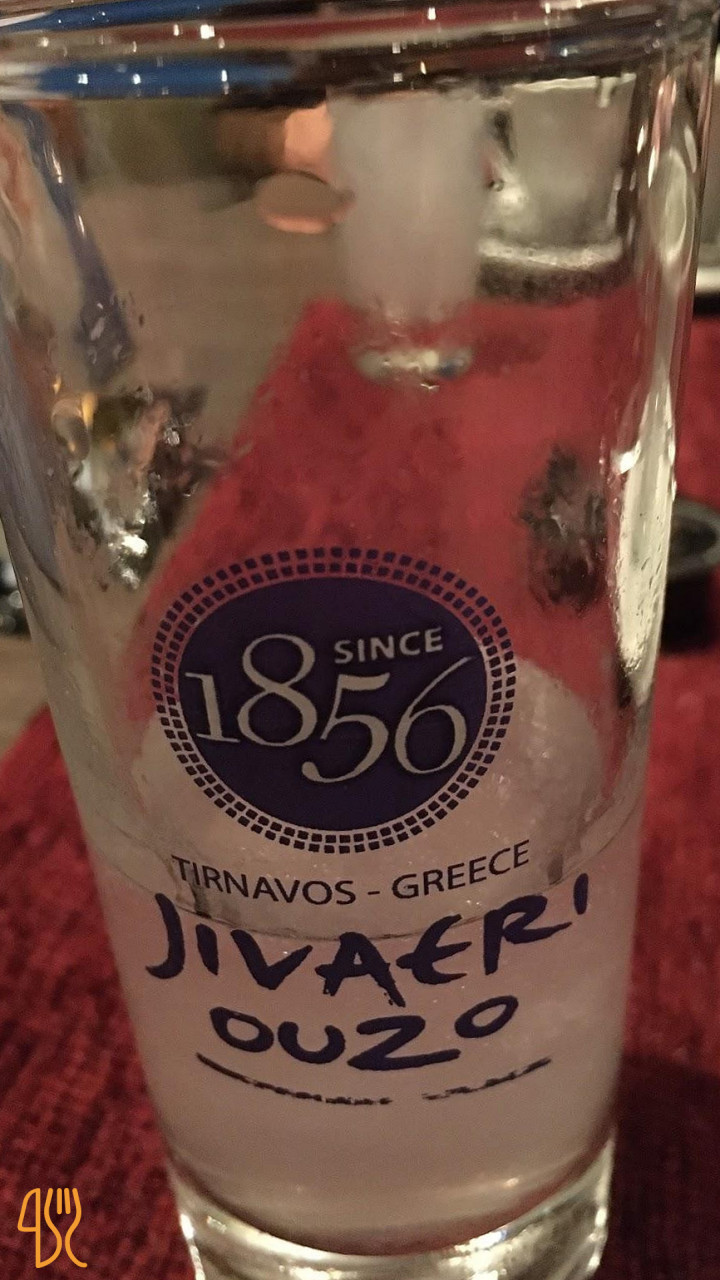 SINCE
1856
TIRNAVOS - GREECE
JIVAERI
OUZO